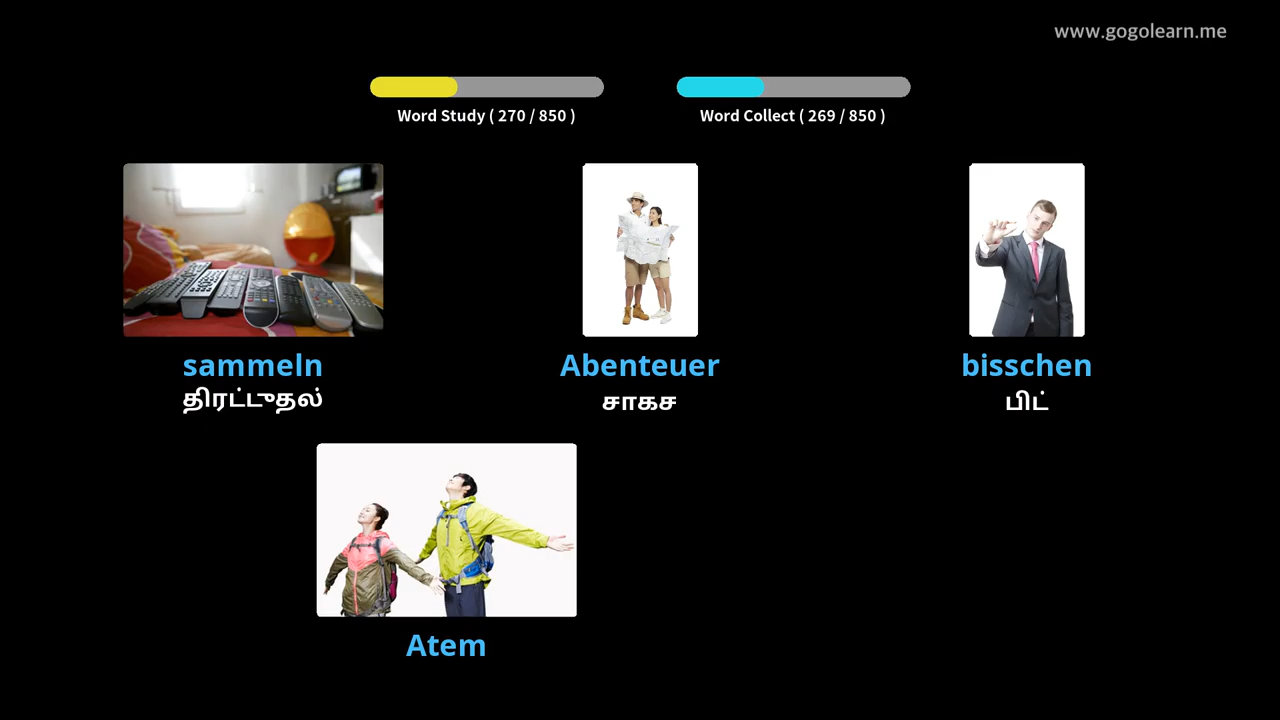 www.gogolearn.me
Word Study ( 270 / 850 )
Word Collect ( 269 / 850 )
sammeln
திரட்டுதல்
Abenteuer
சாகச
bisschen
பிட்
Atem